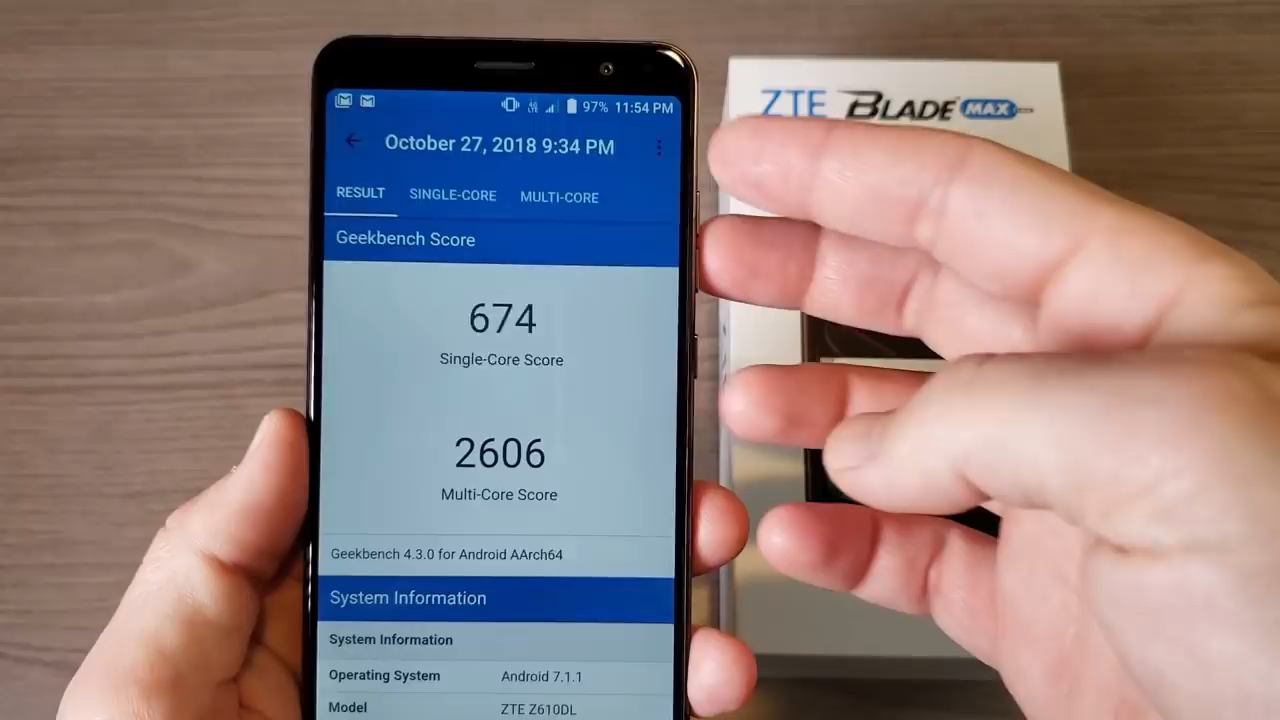 97% 11:54 PM
October 27, 2018 9:34 PM
RESULT SINGLE-CORE MULTI-CORE
Geekbench Score
674
Single-Core Score
2606
Multi-Core Score
Geekbench 4.3.0 for Android AArch64
System Information
System Information
Operating System Android 7.1.1
Model ZTE Z610DL
ZTE BLADE MAX